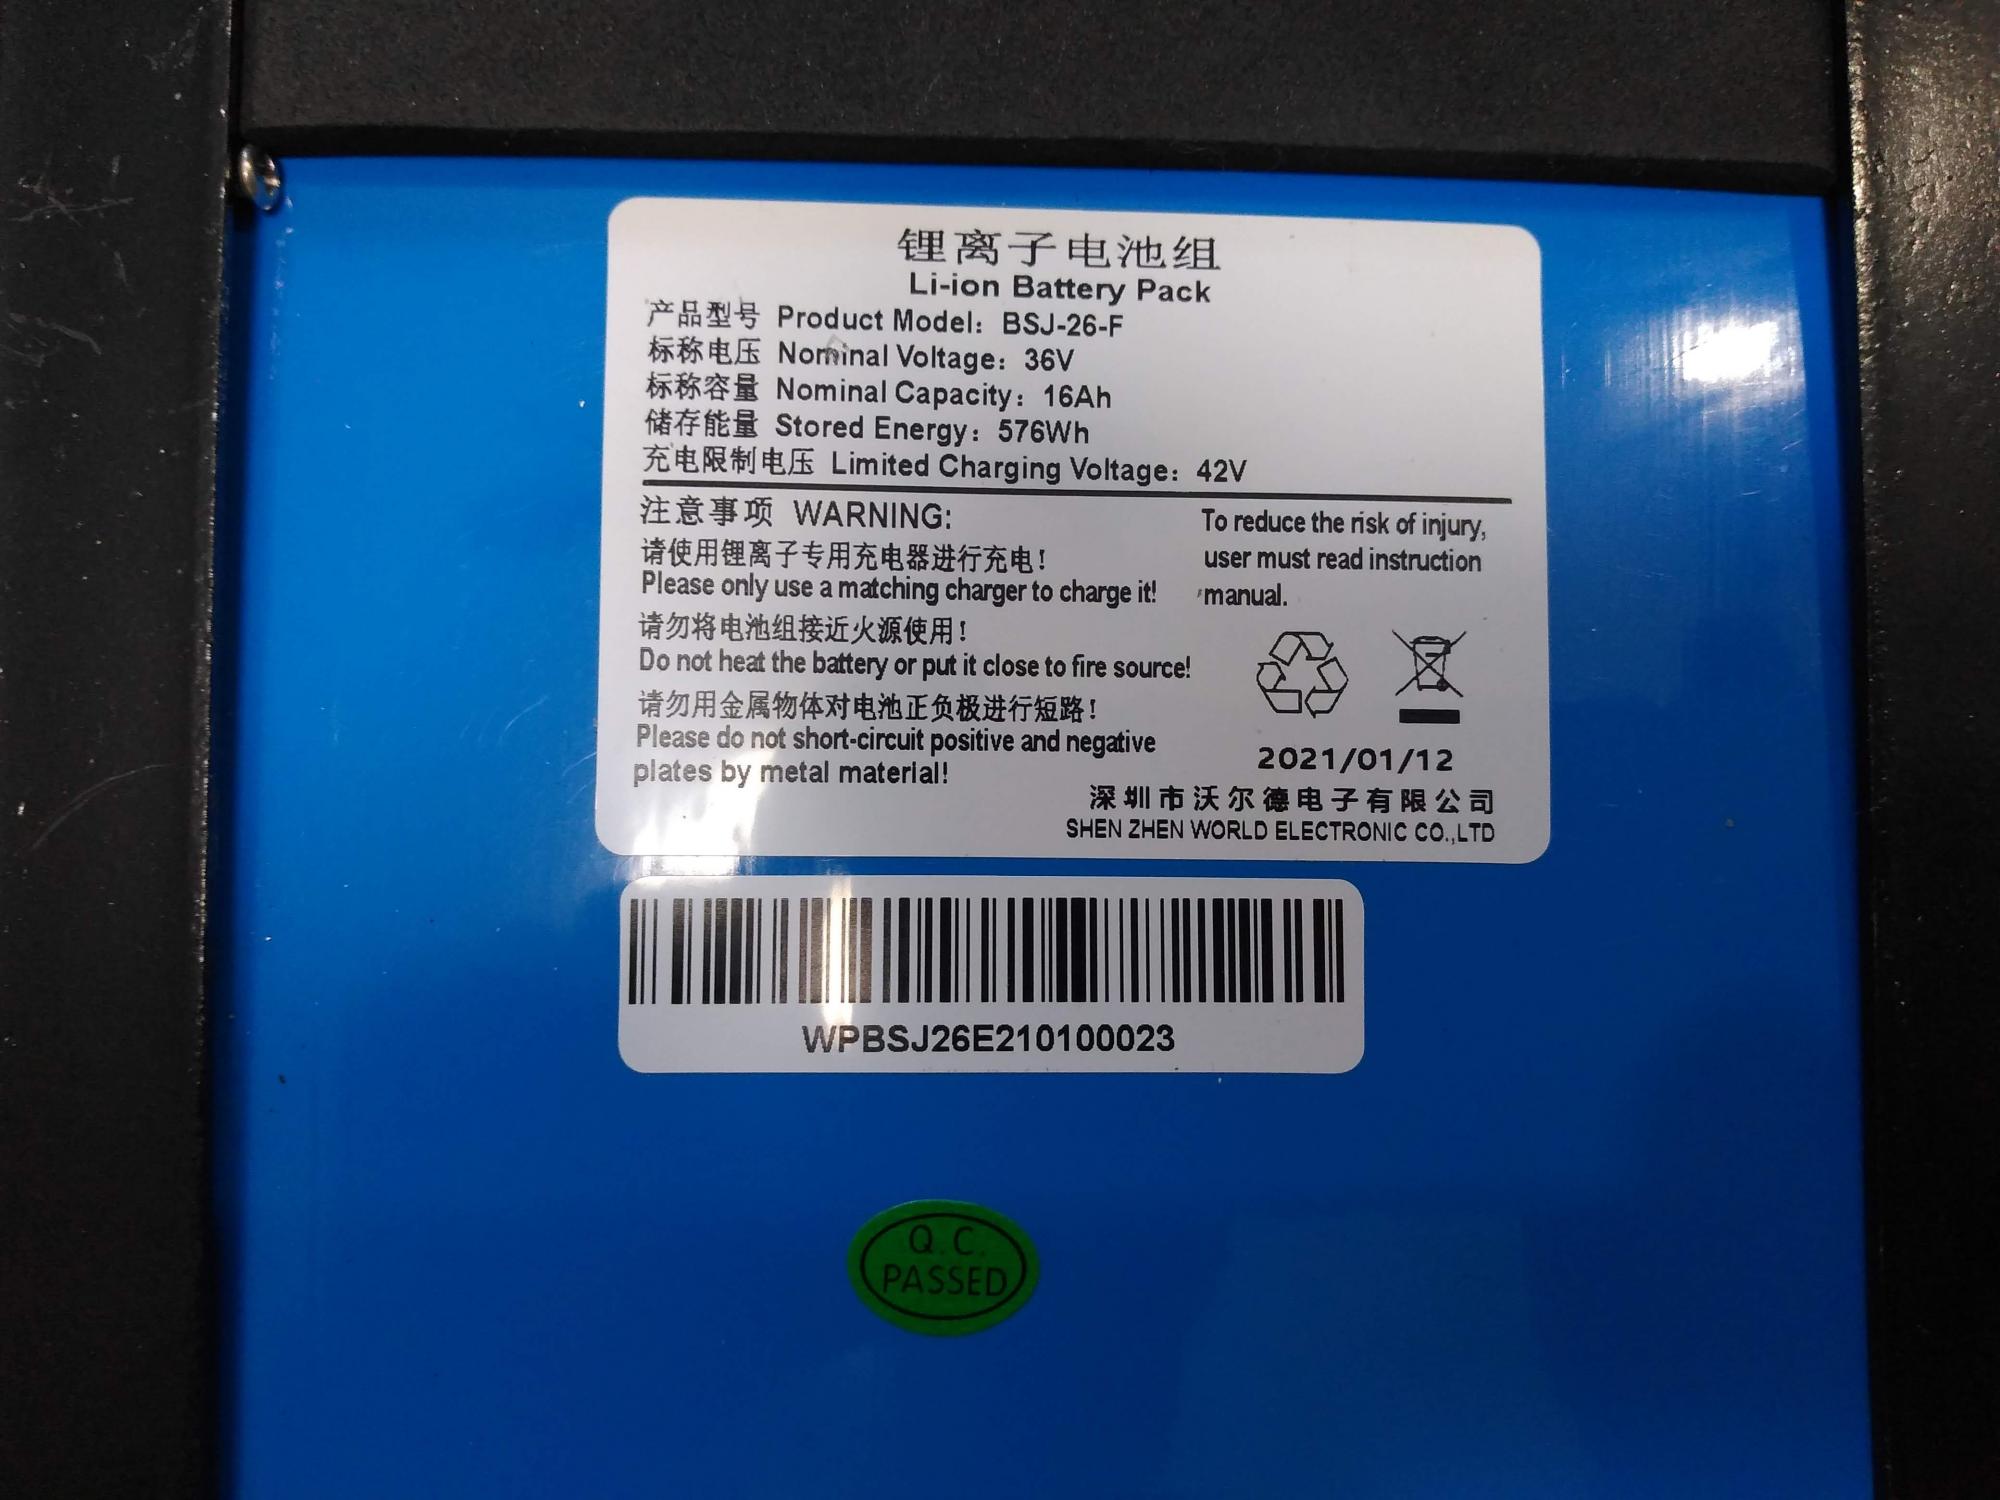 锂离子电池组
Li-ion Battery Pack
产品型号 Product Model：BSJ-26-F
标称电压 Nominal Voltage：36V
标称容量 Nominal Capacity：16Ah
储存能量 Stored Energy：576Wh
充电限制电压 Limited Charging Voltage：42V
注意事项 WARNING:
请使用锂离子专用充电器进行充电！
Please only use a matching charger to charge it!
请勿将电池组接近火源使用！
Do not heat the battery or put it close to fire source!
请勿用金属物体对电池正负极进行短路！
Please do not short-circuit positive and negative
plates by metal material!
To reduce the risk of injury,
user must read instruction
manual.
2021/01/12
深圳市沃尔德电子有限公司
SHEN ZHEN WORLD ELECTRONIC CO.,LTD
WPBSJ26E210100023
Q.C.
PASSED